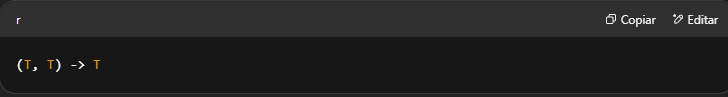 r
Copiar
Editar
(T, T) -> T